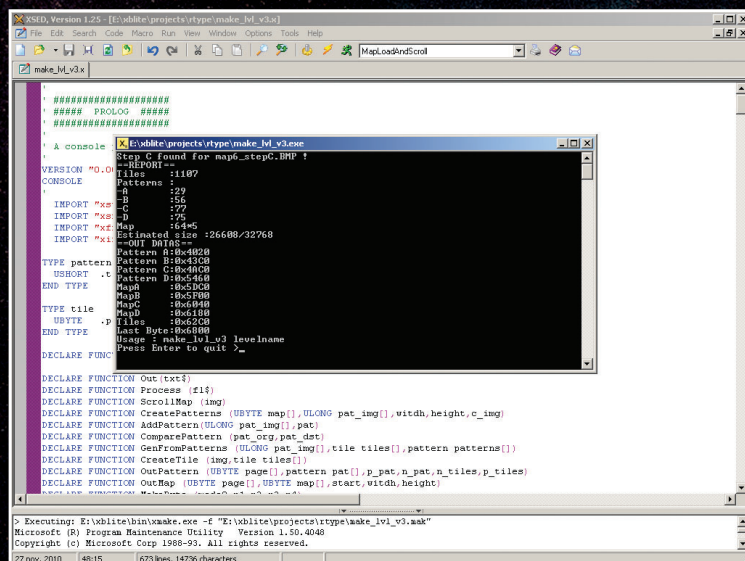 XSED, Version 1.25 - [E:\xblite\projects\rtype\make_lvl_v3.x]
File Edit Search Code Macro Run View Window Options Tools Help
MapLoadAndScroll
make_lvl_v3.x
'
' ####################
' ##### PROLOG #####
' ####################
'
' A console
VERSION "0.00
CONSOLE
'
IMPORT "xs
IMPORT "xs
IMPORT "xf
IMPORT "xi
TYPE pattern
USHORT .t
END TYPE
TYPE tile
UBYTE .p
END TYPE
DECLARE FUNC
E:\xblite\projects\rtype\make_lvl_v3.exe
Step C found for map6_stepC.BMP !
==REPORT==
Tiles :1107
Patterns :
-A :29
-B :56
-C :77
-D :75
Map :64*5
Estimated size :26608/32768
==OUT DATAS==
Pattern A:0x4020
Pattern B:0x43C0
Pattern C:0x4AC0
Pattern D:0x5460
MapA :0x5DC0
MapB :0x5F00
MapC :0x6040
MapD :0x6180
Tiles :0x62C0
Last Byte:0x6800
Usage : make_lvl_v3 levelname
Press Enter to quit >_
DECLARE FUNCTION Out(txt$)
DECLARE FUNCTION Process (fl$)
DECLARE FUNCTION ScrollMap (img)
DECLARE FUNCTION CreatePatterns (UBYTE map[],ULONG pat_img[],witdh,height,c_img)
DECLARE FUNCTION AddPattern(ULONG pat_img[],pat)
DECLARE FUNCTION ComparePattern (pat_org,pat_dst)
DECLARE FUNCTION GenFromPatterns (ULONG pat_img[],tile tiles[],pattern patterns[])
DECLARE FUNCTION CreateTile (img,tile tiles[])
DECLARE FUNCTION OutPattern (UBYTE page[],pattern pat[],p_pat,n_pat,n_tiles,p_tiles)
DECLARE FUNCTION OutMap (UBYTE page[],UBYTE map[],start,witdh,height)
> Executing: E:\xblite\bin\xmake.exe -f "E:\xblite\projects\rtype\make_lvl_v3.mak"
Microsoft (R) Program Maintenance Utility Version 1.50.4048
Copyright (c) Microsoft Corp 1988-93. All rights reserved.
27 nov. 2010 48:15 673 lines, 14736 characters